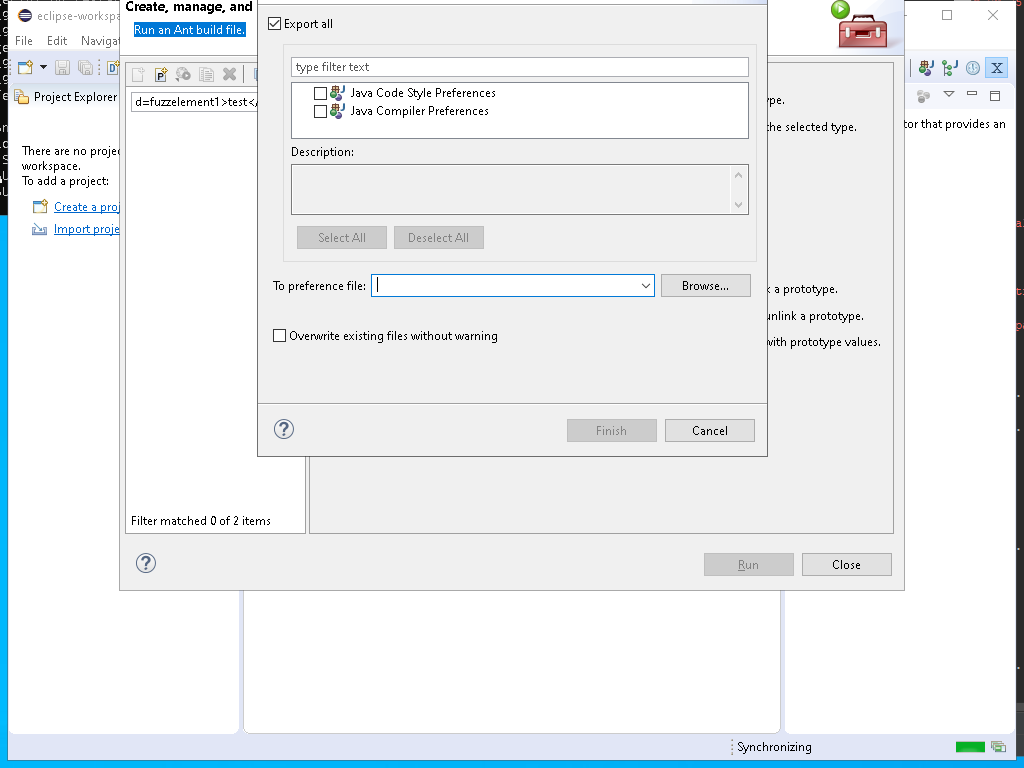 eclipse-workspa
Create, manage, and
File Edit Navigat
Run an Ant build file.
Export all
type filter text
Java Code Style Preferences
Java Compiler Preferences
Description:
Select All Deselect All
To preference file: Browse...
Overwrite existing files without warning
Finish Cancel
Project Explorer
d=fuzzelement1>test</
ype.
the selected type.
tor that provides an
There are no projec
workspace.
To add a project:
Create a proj
Import proje
k a prototype.
unlink a prototype.
with prototype values.
Filter matched 0 of 2 items
Run Close
Synchronizing